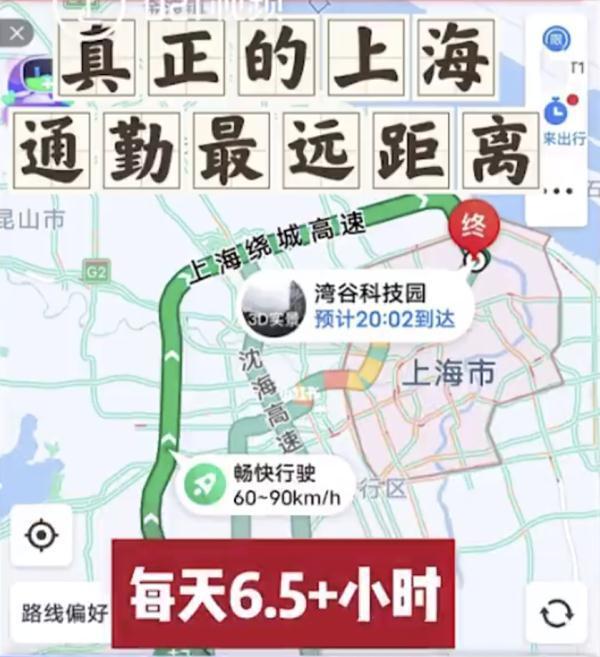 真正的上海
通勤最远距离
限
来出行
昆山市
G2
上海绕城高速
终
湾谷科技园
3D实景
预计20:02到达
沈海高速
上海市
畅快行驶
60~90km/h
行区
每天6.5+小时
路线偏好